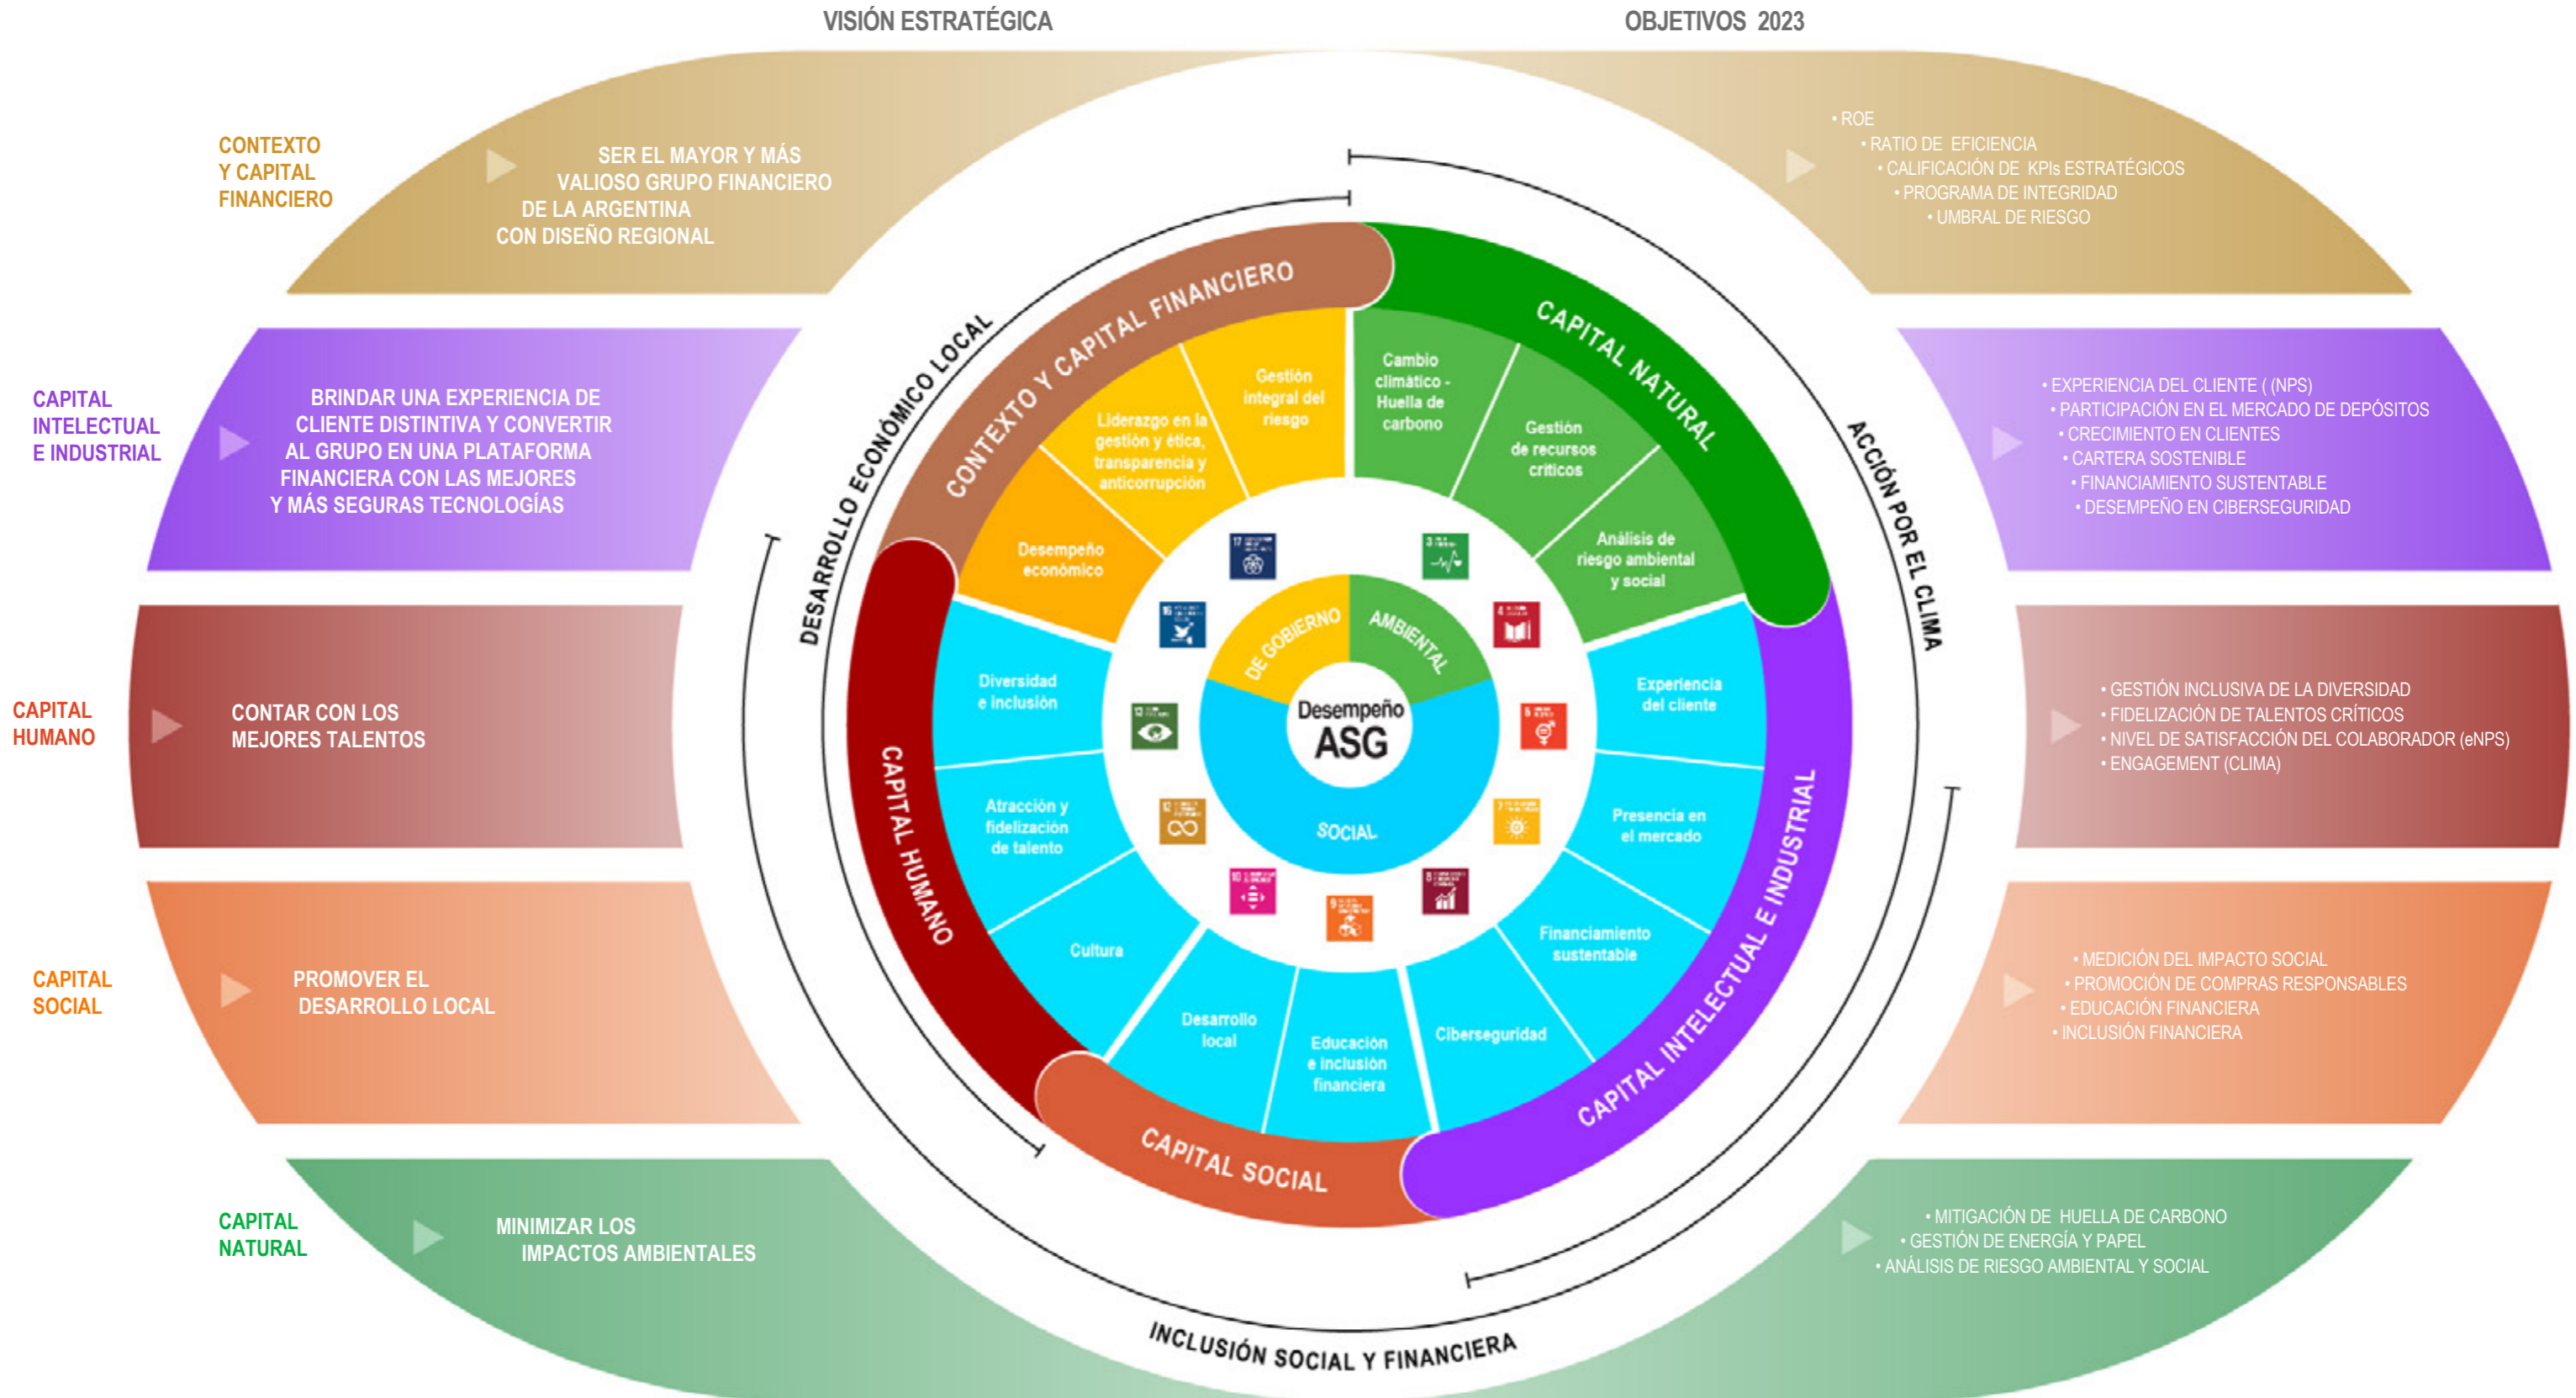 VISIÓN ESTRATÉGICA
OBJETIVOS 2023
CONTEXTO
Y CAPITAL
FINANCIERO
SER EL MAYOR Y MÁS
VALIOSO GRUPO FINANCIERO
DE LA ARGENTINA
CON DISEÑO REGIONAL
• ROE
• RATIO DE EFICIENCIA
• CALIFICACIÓN DE KPIs ESTRATÉGICOS
• PROGRAMA DE INTEGRIDAD
• UMBRAL DE RIESGO
CAPITAL
INTELECTUAL
E INDUSTRIAL
BRINDAR UNA EXPERIENCIA DE
CLIENTE DISTINTIVA Y CONVERTIR
AL GRUPO EN UNA PLATAFORMA
FINANCIERA CON LAS MEJORES
Y MÁS SEGURAS TECNOLOGÍAS
• EXPERIENCIA DEL CLIENTE ( (NPS)
• PARTICIPACIÓN EN EL MERCADO DE DEPÓSITOS
• CRECIMIENTO EN CLIENTES
• CARTERA SOSTENIBLE
• FINANCIAMIENTO SUSTENTABLE
• DESEMPEÑO EN CIBERSEGURIDAD
CAPITAL
HUMANO
CONTAR CON LOS
MEJORES TALENTOS
• GESTIÓN INCLUSIVA DE LA DIVERSIDAD
• FIDELIZACIÓN DE TALENTOS CRÍTICOS
• NIVEL DE SATISFACCIÓN DEL COLABORADOR (eNPS)
• ENGAGEMENT (CLIMA)
CAPITAL
SOCIAL
PROMOVER EL
DESARROLLO LOCAL
• MEDICIÓN DEL IMPACTO SOCIAL
• PROMOCIÓN DE COMPRAS RESPONSABLES
• EDUCACIÓN FINANCIERA
• INCLUSIÓN FINANCIERA
CAPITAL
NATURAL
MINIMIZAR LOS
IMPACTOS AMBIENTALES
• MITIGACIÓN DE HUELLA DE CARBONO
• GESTIÓN DE ENERGÍA Y PAPEL
• ANÁLISIS DE RIESGO AMBIENTAL Y SOCIAL
DESARROLLO ECONÓMICO LOCAL
ACCIÓN POR EL CLIMA
INCLUSIÓN SOCIAL Y FINANCIERA
CONTEXTO Y CAPITAL FINANCIERO
CAPITAL NATURAL
CAPITAL INTELECTUAL E INDUSTRIAL
CAPITAL SOCIAL
CAPITAL HUMANO
Gestión
integral del
riesgo
Liderazgo en la
gestión y ética,
transparencia y
anticorrupción
Desempeño
económico
Cambio
climático -
Huella de
carbono
Gestión
de recursos
críticos
Análisis de
riesgo ambiental
y social
Experiencia
del cliente
Presencia en
el mercado
Financiamiento
sustentable
Ciberseguridad
Educación
e inclusión
financiera
Desarrollo
local
Cultura
Atracción y
fidelización
de talento
Diversidad
e inclusión
17
3
4
5
7
8
9
10
12
13
16
DE GOBIERNO
AMBIENTAL
SOCIAL
Desempeño
ASG